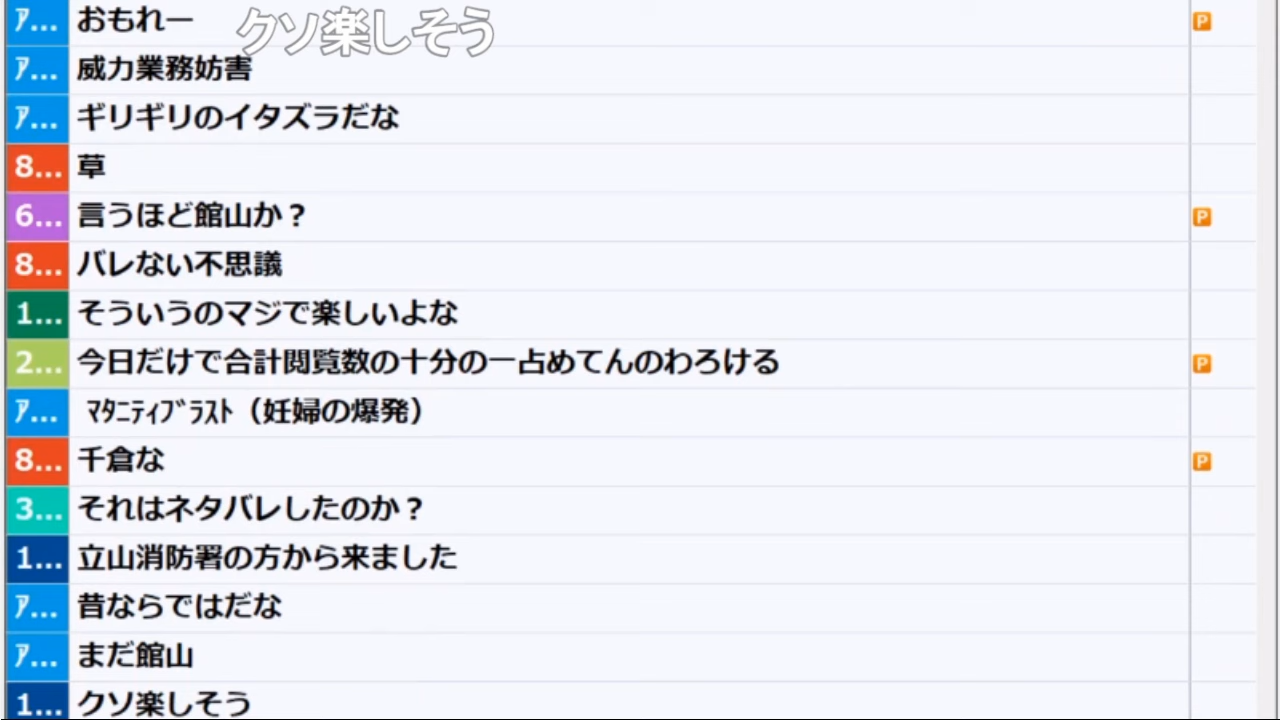 ア... おもれー P
クソ楽しそう
ア... 威力業務妨害
ア... ギリギリのイタズラだな
8... 草
6... 言うほど館山か？ P
8... バレない不思議
1... そういうのマジで楽しいよな
2... 今日だけで合計閲覧数の十分の一占めてんのわろける P
ア... ﾏﾀﾆﾃｨﾌﾞﾗｽﾄ（妊婦の爆発）
8... 千倉な P
3... それはネタバレしたのか？
1... 立山消防署の方から来ました
ア... 昔ならではだな
ア... まだ館山
1... クソ楽しそう